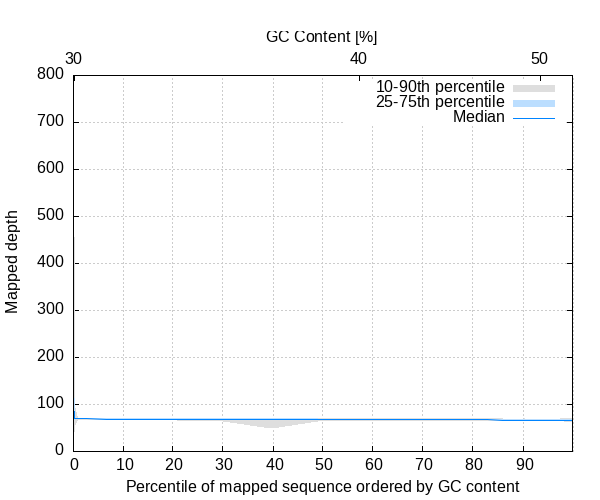 GC Content [%]
30 40 50
800
10-90th percentile
25-75th percentile
Median
700
600
500
400
300
200
100
0
Mapped depth
0 10 20 30 40 50 60 70 80 90
Percentile of mapped sequence ordered by GC content